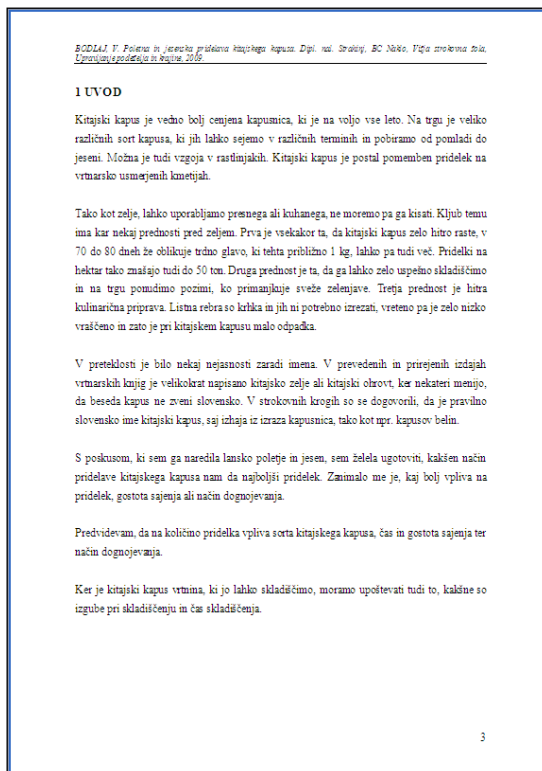 BODLAJ, V. Poletna in jesenska pridelava kitajskega kapusa. Dipl. nal. Strahinj, BC Naklo, Višja strokovna šola,
Upravljanje podeželja in krajine, 2009.
1 UVOD
Kitajski kapus je vedno bolj cenjena kapusnica, ki je na voljo vse leto. Na trgu je veliko
različnih sort kapusa, ki jih lahko sejemo v različnih terminih in pobiramo od pomladi do
jeseni. Možna je tudi vzgoja v rastlinjakih. Kitajski kapus je postal pomemben pridelek na
vrtnarsko usmerjenih kmetijah.
Tako kot zelje, lahko uporabljamo presnega ali kuhanega, ne moremo pa ga kisati. Kljub temu
ima kar nekaj prednosti pred zeljem. Prva je vsekakor ta, da kitajski kapus zelo hitro raste, v
70 do 80 dneh že oblikuje trdno glavo, ki tehta približno 1 kg, lahko pa tudi več. Pridelki na
hektar tako znašajo tudi do 50 ton. Druga prednost je ta, da ga lahko zelo uspešno skladiščimo
in na trgu ponudimo pozimi, ko primanjkuje sveže zelenjave. Tretja prednost je hitra
kulinarična priprava. Listna rebra so krhka in jih ni potrebno izrezati, vreteno pa je zelo nizko
vraščeno in zato je pri kitajskem kapusu malo odpadka.
V preteklosti je bilo nekaj nejasnosti zaradi imena. V prevedenih in prirejenih izdajah
vrtnarskih knjig je velikokrat napisano kitajsko zelje ali kitajski ohrovt, ker nekateri menijo,
da beseda kapus ne zveni slovensko. V strokovnih krogih so se dogovorili, da je pravilno
slovensko ime kitajski kapus, saj izhaja iz izraza kapusnica, tako kot npr. kapusov belin.
S poskusom, ki sem ga naredila lansko poletje in jesen, sem želela ugotoviti, kakšen način
pridelave kitajskega kapusa nam da najboljši pridelek. Zanimalo me je, kaj bolj vpliva na
pridelek, gostota sajenja ali način dognojevanja.
Predvidevam, da na količino pridelka vpliva sorta kitajskega kapusa, čas in gostota sajenja ter
način dognojevanja.
Ker je kitajski kapus vrtnina, ki jo lahko skladiščimo, moramo upoštevati tudi to, kakšne so
izgube pri skladiščenju in čas skladiščenja.
3